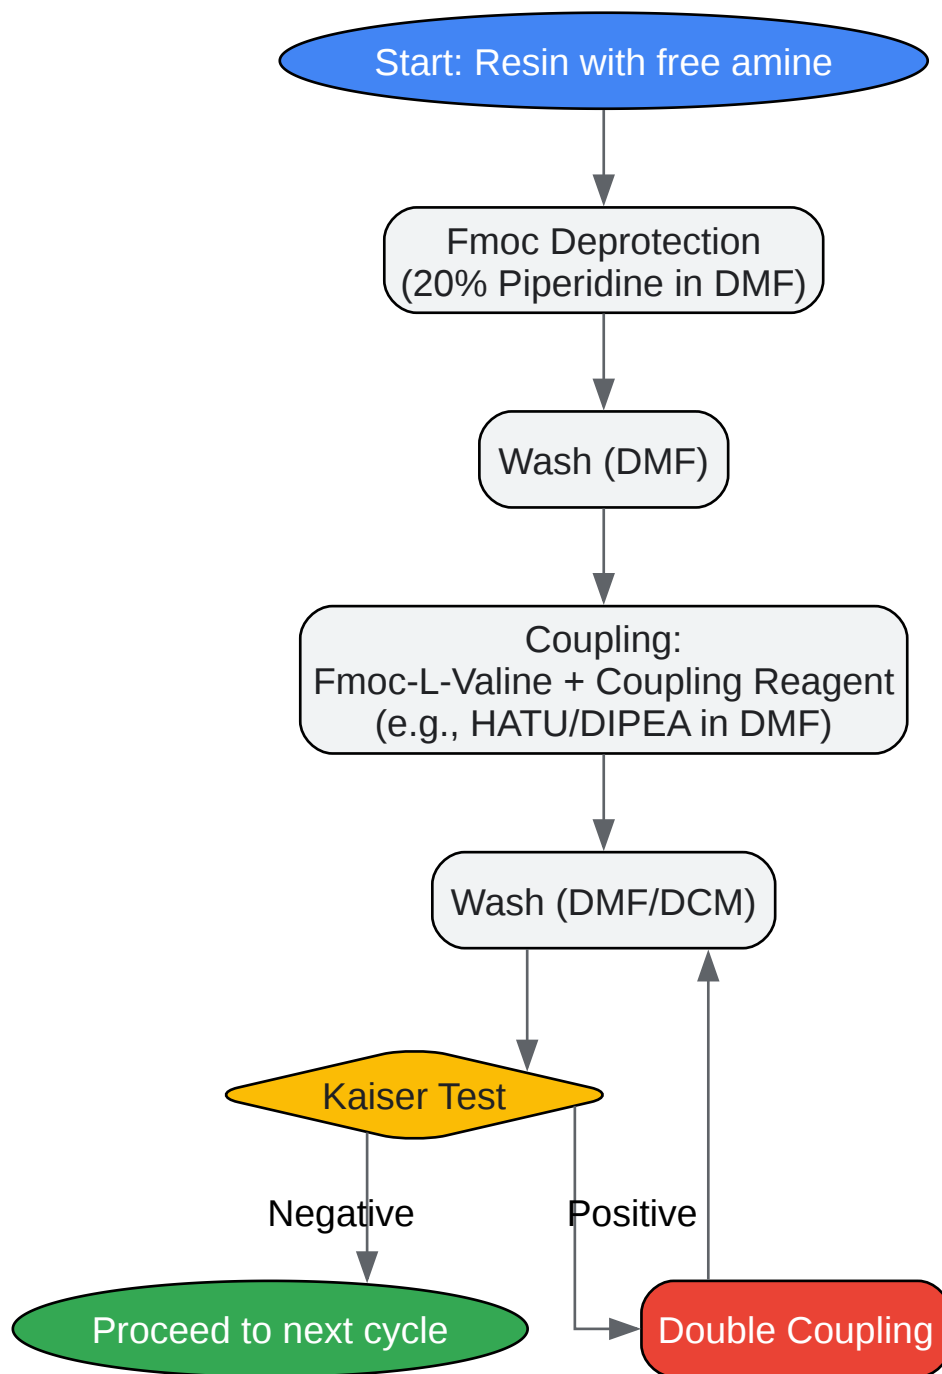 Start: Resin with free amine
Fmoc Deprotection
(20% Piperidine in DMF)
Wash (DMF)
Coupling:
Fmoc-L-Valine + Coupling Reagent
(e.g., HATU/DIPEA in DMF)
Wash (DMF/DCM)
Kaiser Test
Negative
Positive
Proceed to next cycle
Double Coupling